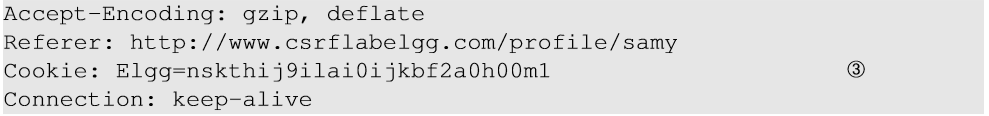 Accept-Encoding: gzip, deflate
Referer: http://www.csrflabelgg.com/profile/samy
Cookie: Elgg=nskthij9ilai0ijkbf2a0h00m1 ③
Connection: keep-alive